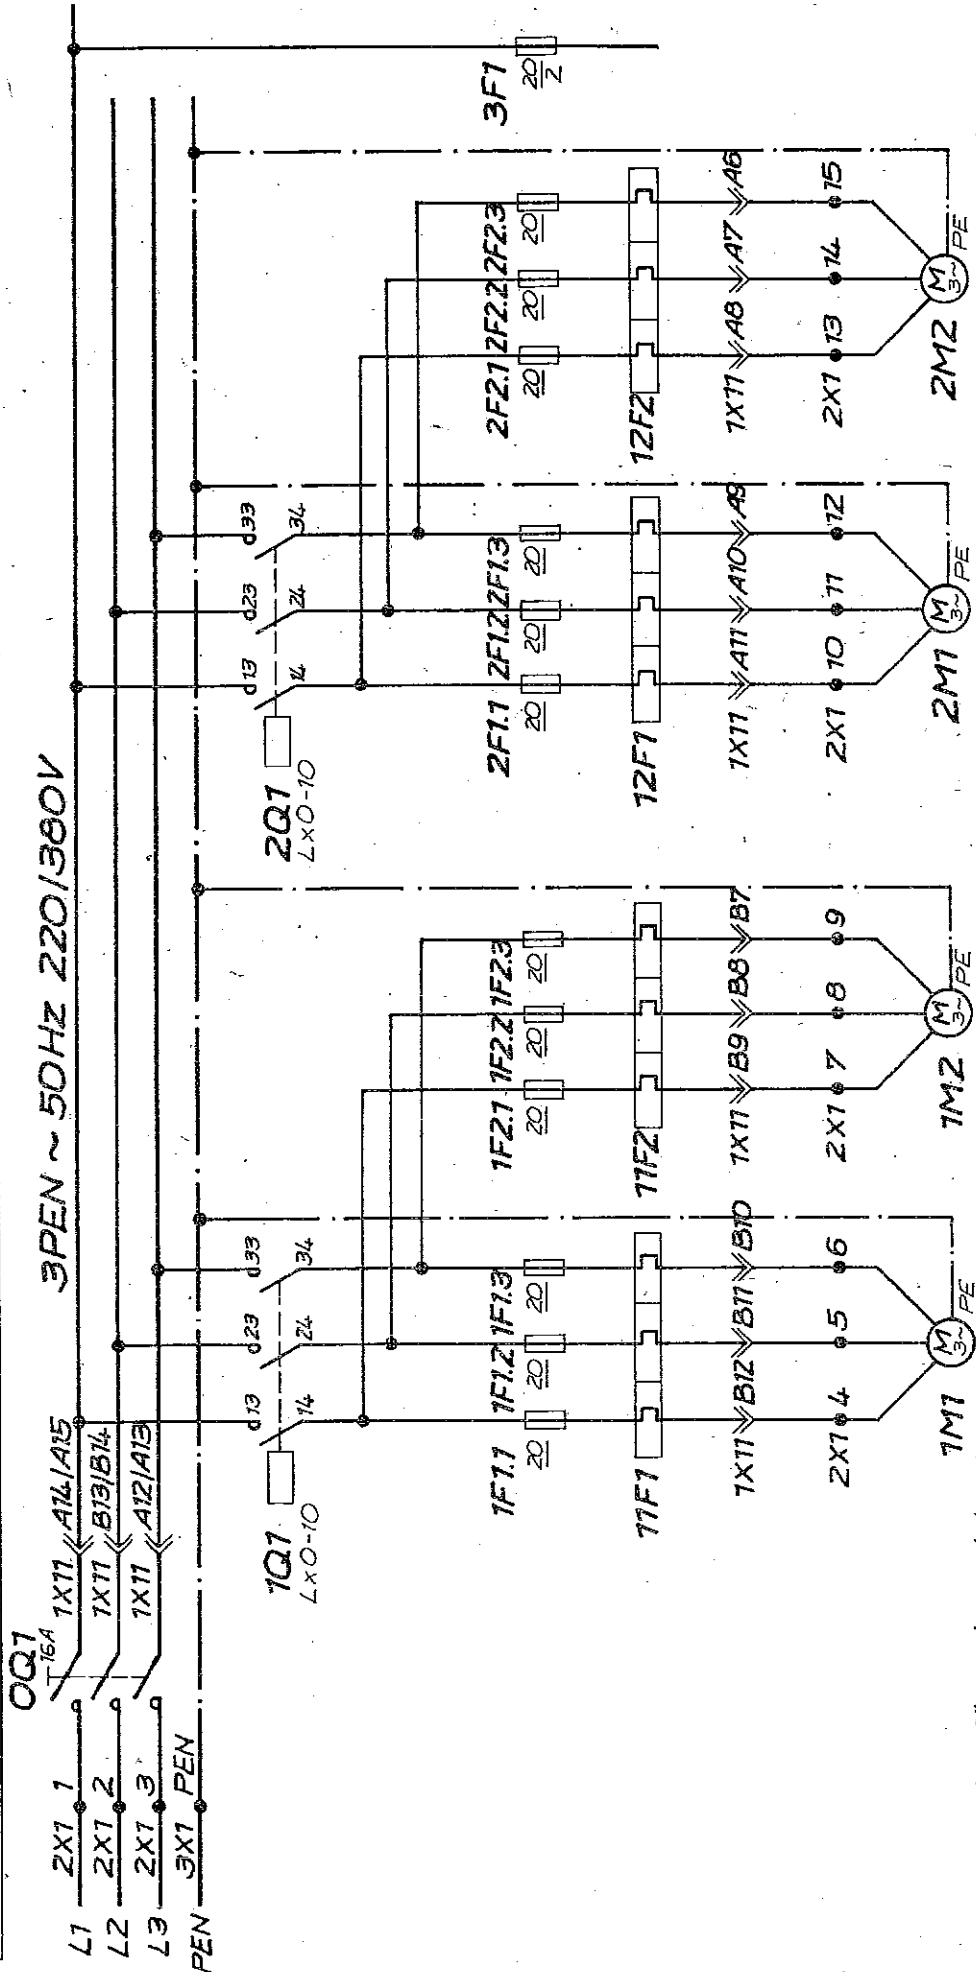 3PEN ~ 50HZ 220/380V
0Q1
16A
L1 2X1 1 1X11 A14/A15
L2 2X1 2 1X11 B13/B14
L3 2X1 3 1X11 A12/A13
PEN 3X1 PEN
1Q1
LX0-10
13 23 33
14 24 34
2Q1
LX0-10
13 23 33
14 24 34
1F1.1 1F1.2 1F1.3
20 20 20
1F2.1 1F2.2 1F2.3
20 20 20
2F1.1 2F1.2 2F1.3
20 20 20
2F2.1 2F2.2 2F2.3
20 20 20
3F1
20
2
11F1
11F2
12F1
12F2
1X11 B12 B11 B10
1X11 B9 B8 B7
1X11 A11 A10 A9
1X11 A8 A7 A6
2X1 4 5 6
2X1 7 8 9
2X1 10 11 12
2X1 13 14 15
1M1
M
3~
PE
1M2
M
3~
PE
2M1
M
3~
PE
2M2
M
3~
PE